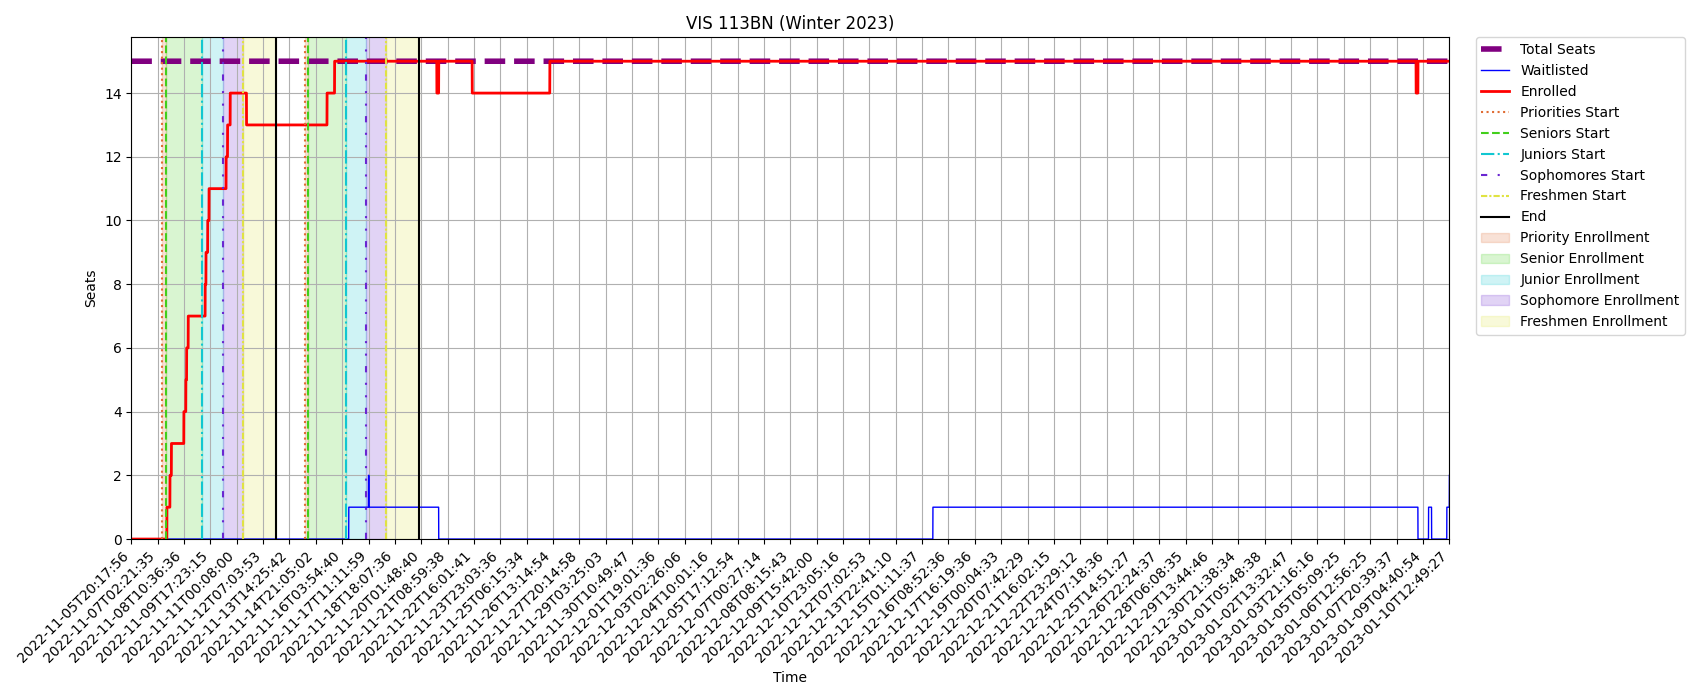 VIS 113BN (Winter 2023)
Seats
14
12
10
8
6
4
2
0
2022-11-05T20:17:56
2022-11-07T02:21:35
2022-11-08T10:36:36
2022-11-09T17:23:15
2022-11-11T00:08:00
2022-11-12T07:03:53
2022-11-13T14:25:42
2022-11-14T21:05:02
2022-11-16T03:54:40
2022-11-17T11:11:59
2022-11-18T18:07:36
2022-11-20T01:48:40
2022-11-21T08:59:38
2022-11-22T16:01:41
2022-11-23T23:03:36
2022-11-25T06:15:34
2022-11-26T13:14:54
2022-11-27T20:14:58
2022-11-29T03:25:03
2022-11-30T10:49:47
2022-12-01T19:01:36
2022-12-03T02:26:06
2022-12-04T10:01:16
2022-12-05T17:12:54
2022-12-07T00:27:14
2022-12-08T08:15:43
2022-12-09T15:42:00
2022-12-10T23:05:16
2022-12-12T07:02:53
2022-12-13T22:41:10
2022-12-15T11:11:37
2022-12-16T08:52:36
2022-12-17T16:19:36
2022-12-19T00:04:33
2022-12-20T07:42:29
2022-12-21T16:02:15
2022-12-22T23:29:12
2022-12-24T07:18:36
2022-12-25T14:51:27
2022-12-26T22:24:37
2022-12-28T06:08:35
2022-12-29T13:44:46
2022-12-30T21:38:34
2023-01-01T05:48:38
2023-01-02T13:32:47
2023-01-03T21:16:16
2023-01-05T05:09:25
2023-01-06T12:56:25
2023-01-07T20:39:37
2023-01-09T04:40:54
2023-01-10T12:49:27
Time
Total Seats
Waitlisted
Enrolled
Priorities Start
Seniors Start
Juniors Start
Sophomores Start
Freshmen Start
End
Priority Enrollment
Senior Enrollment
Junior Enrollment
Sophomore Enrollment
Freshmen Enrollment